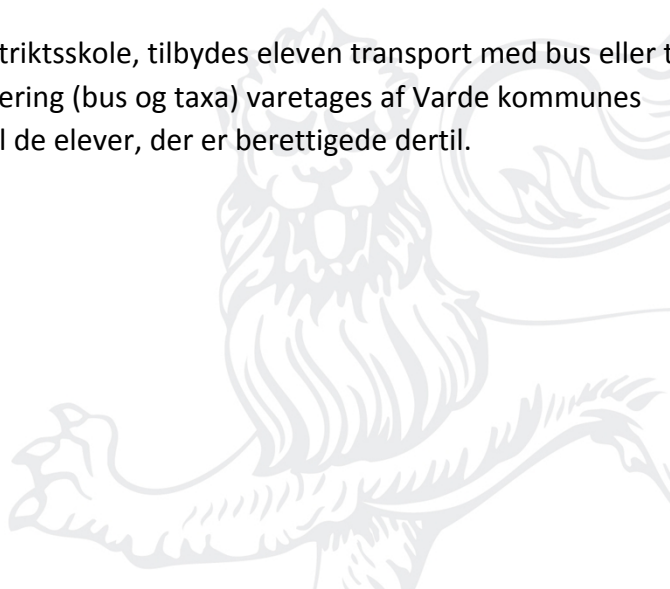 triktsskole, tilbydes eleven transport med bus eller t
ering (bus og taxa) varetages af Varde kommunes
l de elever, der er berettigede dertil.